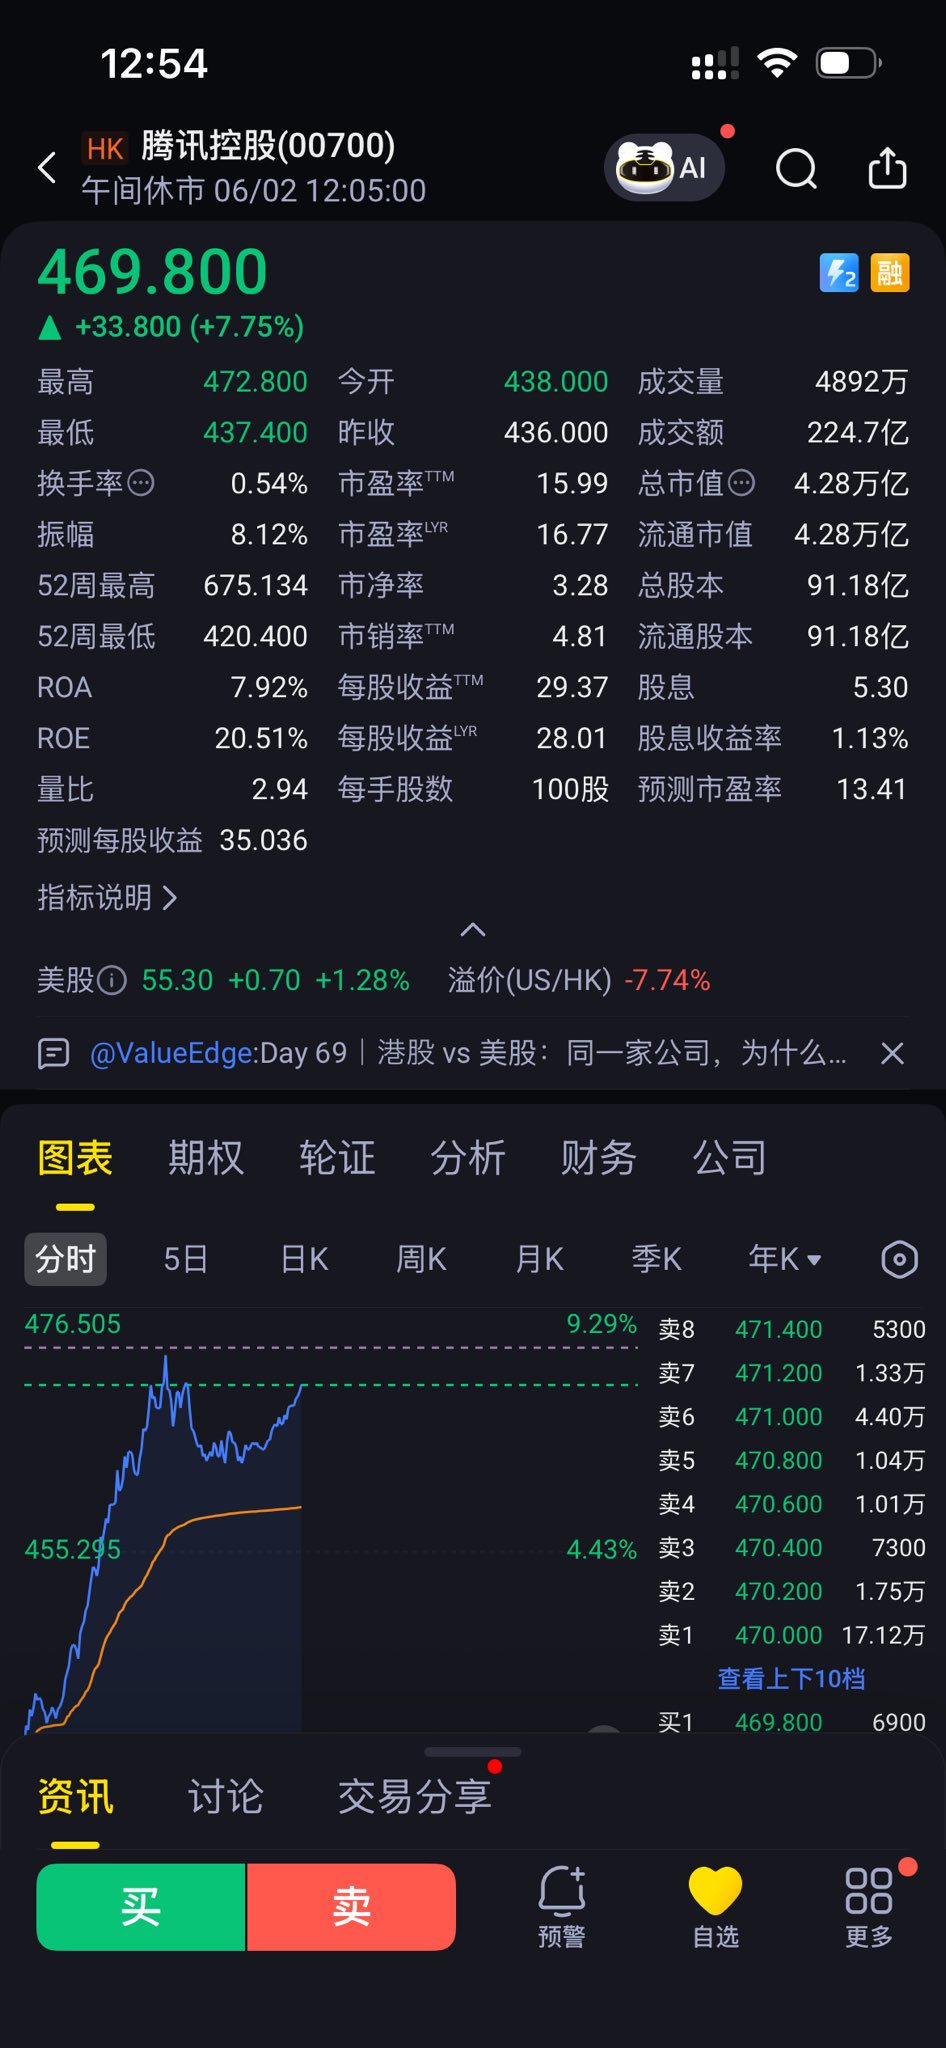 12:54
HK 腾讯控股(00700)
午间休市 06/02 12:05:00
AI
469.800
2 融
+33.800 (+7.75%)
最高 472.800 今开 438.000 成交量 4892万
最低 437.400 昨收 436.000 成交额 224.7亿
换手率 0.54% 市盈率TTM 15.99 总市值 4.28万亿
振幅 8.12% 市盈率LYR 16.77 流通市值 4.28万亿
52周最高 675.134 市净率 3.28 总股本 91.18亿
52周最低 420.400 市销率TTM 4.81 流通股本 91.18亿
ROA 7.92% 每股收益TTM 29.37 股息 5.30
ROE 20.51% 每股收益LYR 28.01 股息收益率 1.13%
量比 2.94 每手股数 100股 预测市盈率 13.41
预测每股收益 35.036
指标说明
美股 55.30 +0.70 +1.28% 溢价(US/HK) -7.74%
@ValueEdge:Day 69｜港股 vs 美股：同一家公司，为什么...
图表 期权 轮证 分析 财务 公司
分时 5日 日K 周K 月K 季K 年K
476.505 9.29%
455.295 4.43%
卖8 471.400 5300
卖7 471.200 1.33万
卖6 471.000 4.40万
卖5 470.800 1.04万
卖4 470.600 1.01万
卖3 470.400 7300
卖2 470.200 1.75万
卖1 470.000 17.12万
查看上下10档
买1 469.800 6900
资讯 讨论 交易分享
买 卖 预警 自选 更多